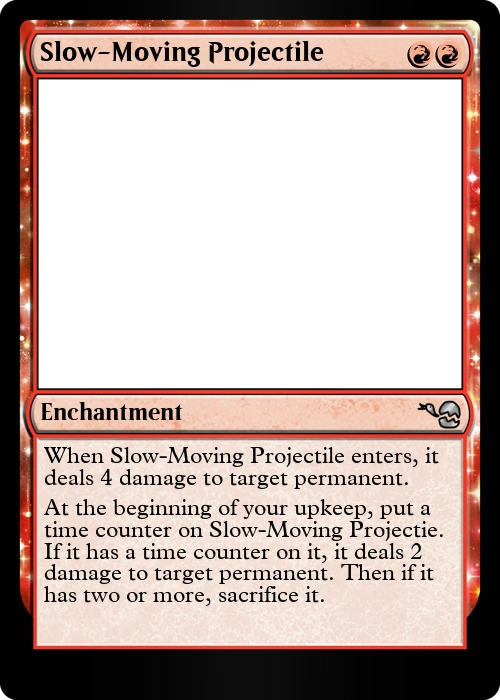 Slow-Moving Projectile
Enchantment
When Slow-Moving Projectile enters, it
deals 4 damage to target permanent.
At the beginning of your upkeep, put a
time counter on Slow-Moving Projectie.
If it has a time counter on it, it deals 2
damage to target permanent. Then if it
has two or more, sacrifice it.